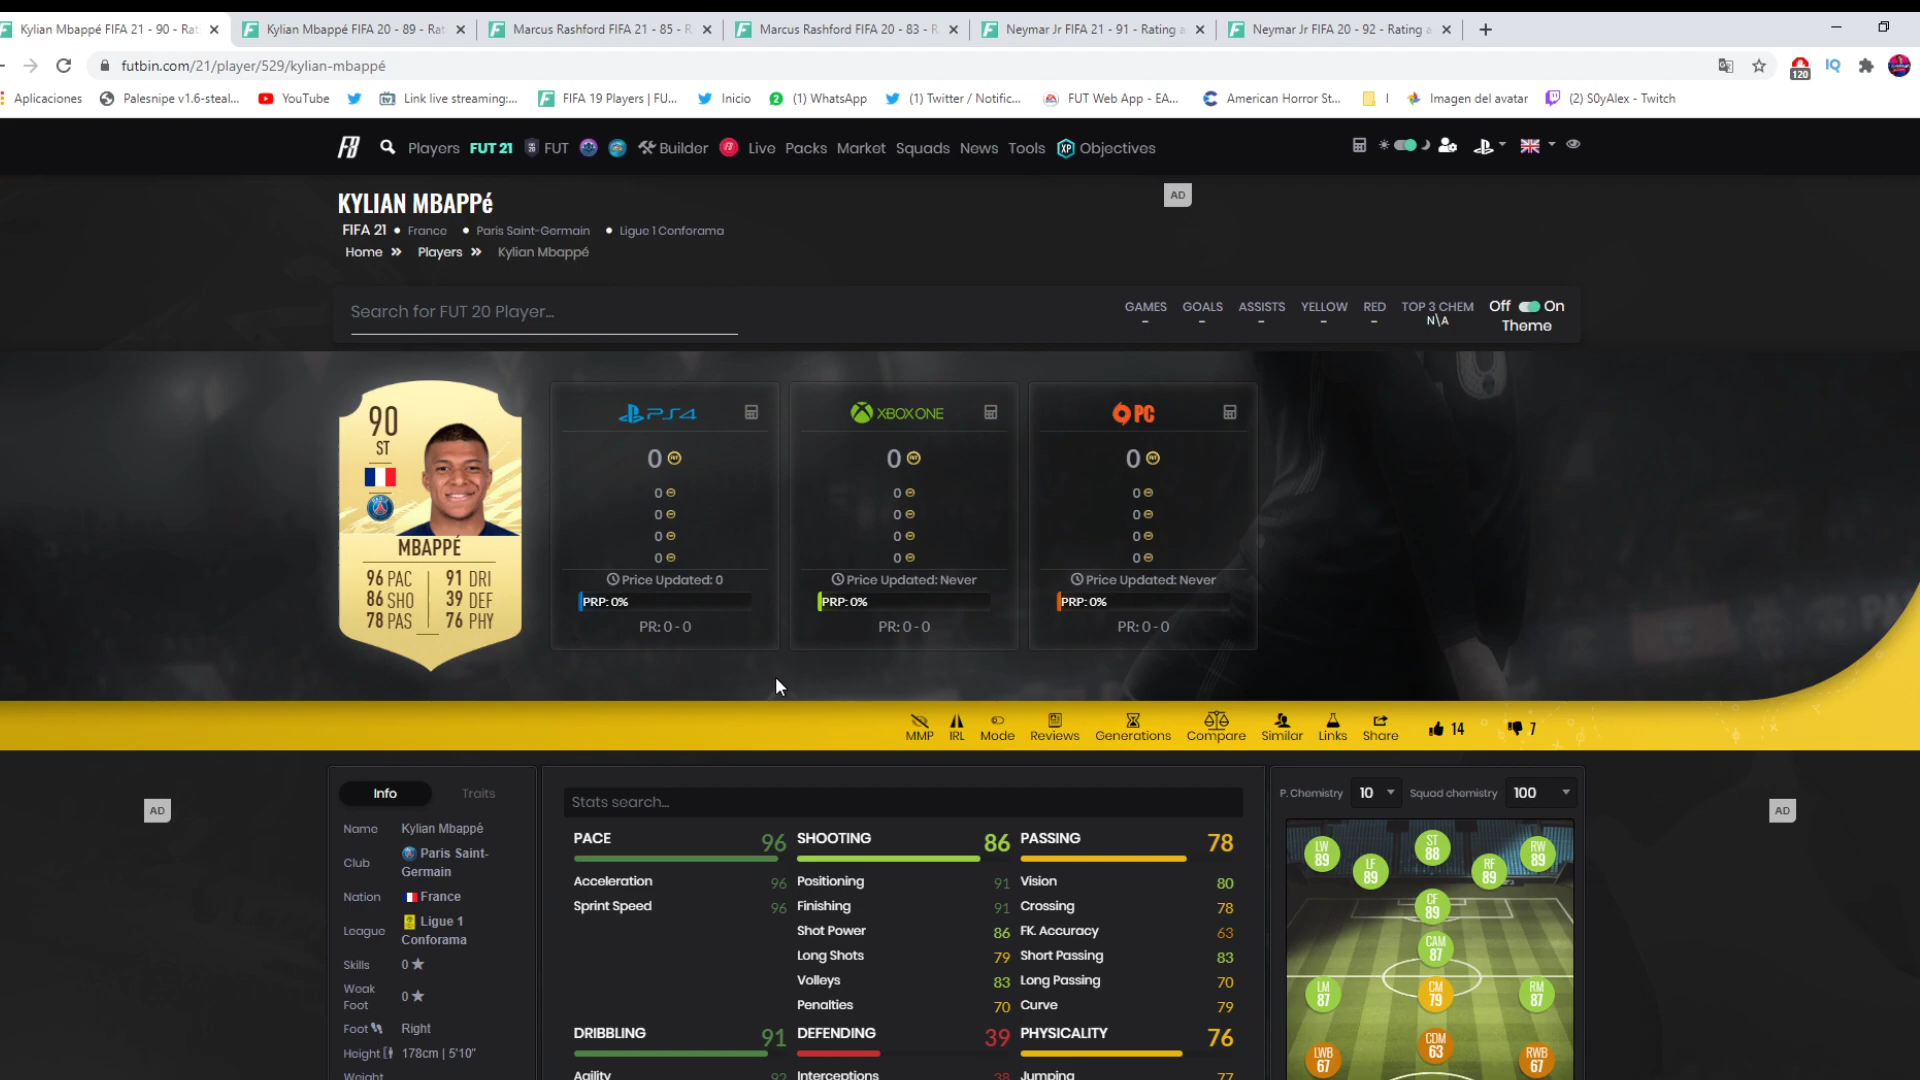 Kylian Mbappé FIFA 21 - 90 - Rat
Kylian Mbappé FIFA 20 - 89 - Rat
Marcus Rashford FIFA 21 - 85 - R
Marcus Rashford FIFA 20 - 83 - R
Neymar Jr FIFA 21 - 91 - Rating a
Neymar Jr FIFA 20 - 92 - Rating a
futbin.com/21/player/529/kylian-mbappé
120
IQ
Aplicaciones
Palesnipe v1.6-steal...
YouTube
Link live streaming:...
FIFA 19 Players | FU...
Inicio
(1) WhatsApp
(1) Twitter / Notific...
FUT Web App - EA...
American Horror St...
I
Imagen del avatar
(2) S0yAlex - Twitch
Players FUT 21 FUT Builder Live Packs Market Squads News Tools XP Objectives
KYLIAN MBAPPé
AD
FIFA 21 • France • Paris Saint-Germain • Ligue 1 Conforama
Home » Players » Kylian Mbappé
Search for FUT 20 Player...
GAMES GOALS ASSISTS YELLOW RED TOP 3 CHEM
- - - - - N\A
Off On
Theme
90
ST
MBAPPÉ
96 PAC 91 DRI
86 SHO 39 DEF
78 PAS 76 PHY
PS4
0
0
0
0
0
Price Updated: 0
PRP: 0%
PR: 0 - 0
XBOX ONE
0
0
0
0
0
Price Updated: Never
PRP: 0%
PR: 0 - 0
PC
0
0
0
0
0
Price Updated: Never
PRP: 0%
PR: 0 - 0
MMP IRL Mode Reviews Generations Compare Similar Links Share 14 7
AD
Info Traits
Name Kylian Mbappé
Club Paris Saint-
Germain
Nation France
League Ligue 1
Conforama
Skills 0
Weak
Foot 0
Foot Right
Height 178cm | 5'10"
Weight
Stats search...
PACE 96
Acceleration 96
Sprint Speed 96
SHOOTING 86
Positioning 91
Finishing 91
Shot Power 86
Long Shots 79
Volleys 83
Penalties 70
PASSING 78
Vision 80
Crossing 78
FK. Accuracy 63
Short Passing 83
Long Passing 70
Curve 79
DRIBBLING 91
Agility 92
DEFENDING 39
Interceptions 38
PHYSICALITY 76
Jumping 77
P. Chemistry 10 Squad chemistry 100
LW
89
ST
88
RW
89
LF
89
RF
89
CF
89
CAM
87
LM
87
CM
79
RM
87
CDM
63
LWB
67
RWB
67
AD